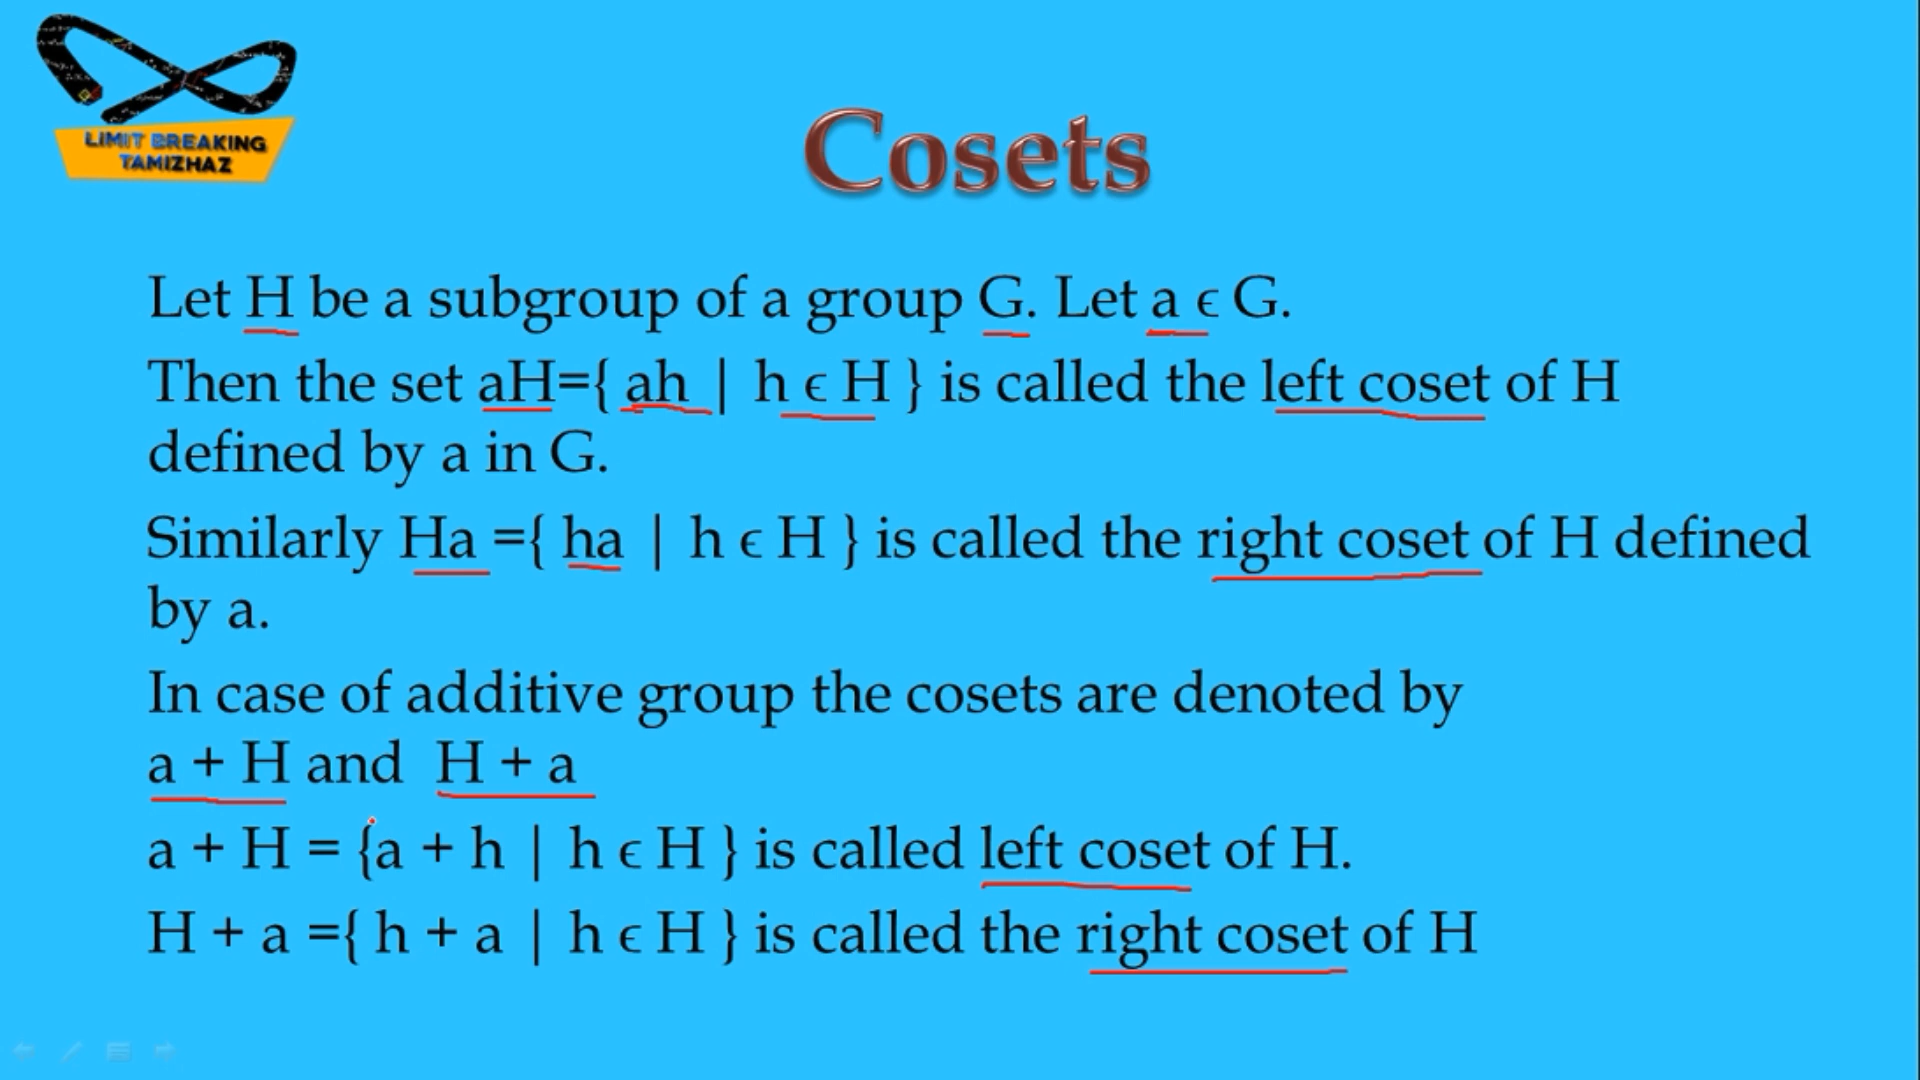 LIMIT BREAKING
TAMIZHAZ
Cosets
Let H be a subgroup of a group G. Let a ϵ G.
Then the set aH={ ah | h ϵ H } is called the left coset of H
defined by a in G.
Similarly Ha ={ ha | h ϵ H } is called the right coset of H defined
by a.
In case of additive group the cosets are denoted by
a + H and H + a
a + H = {a + h | h ϵ H } is called left coset of H.
H + a ={ h + a | h ϵ H } is called the right coset of H